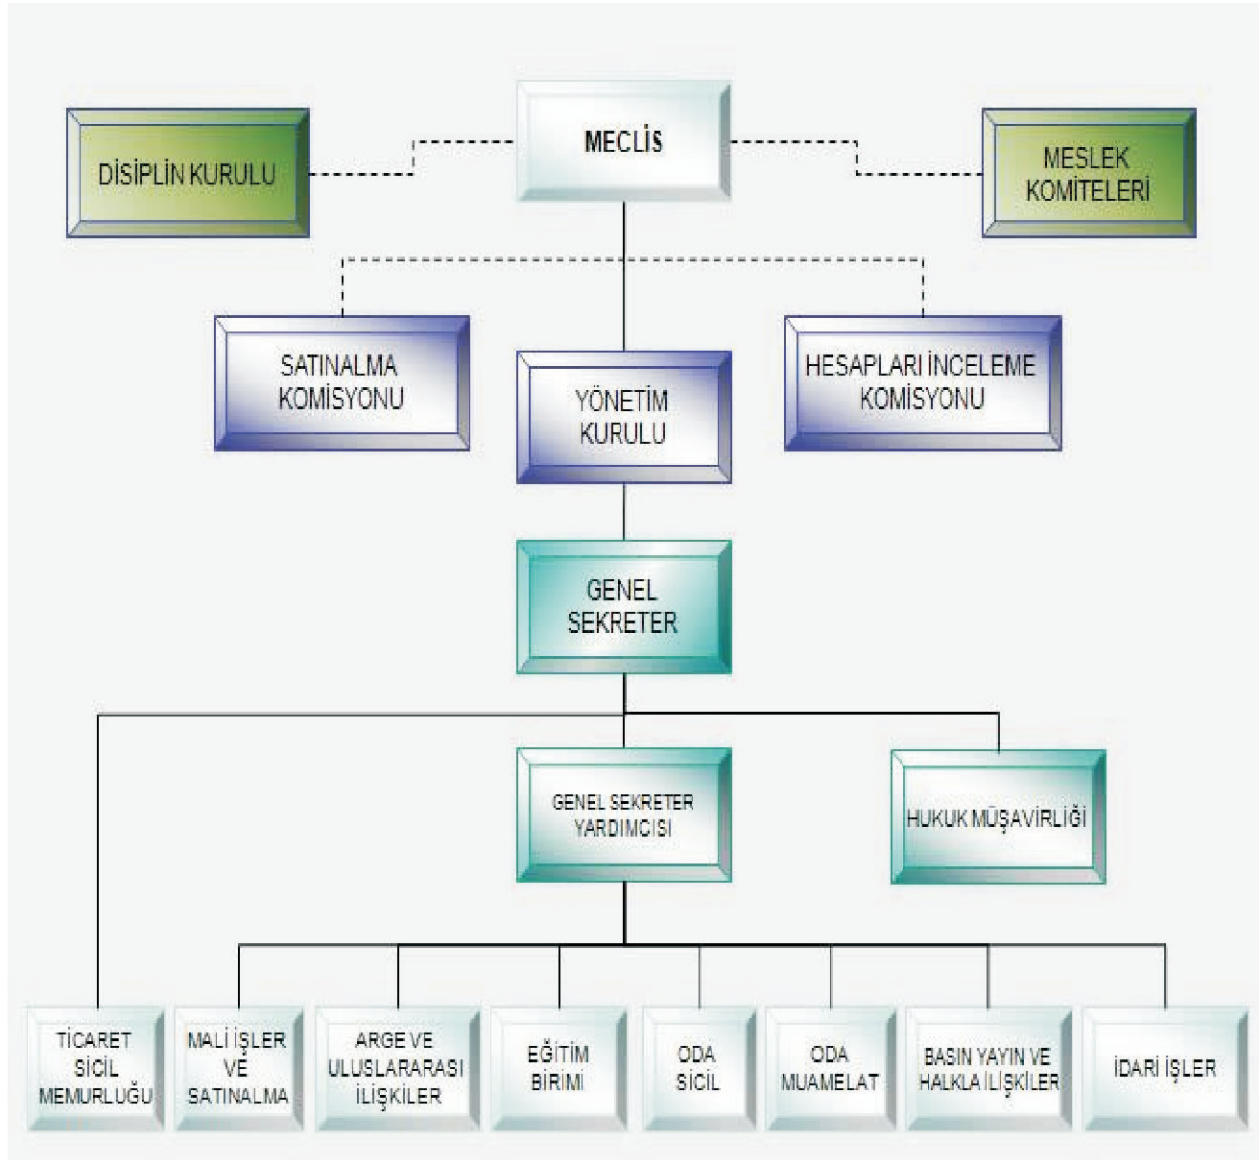 MECLİS
DİSİPLİN KURULU
MESLEK
KOMİTELERİ
SATINALMA
KOMİSYONU
YÖNETİM
KURULU
HESAPLARI İNCELEME
KOMİSYONU
GENEL
SEKRETER
GENEL SEKRETER
YARDIMCISI
HUKUK MÜŞAVİRLİĞİ
TİCARET
SİCİL
MEMURLUĞU
MALİ İŞLER
VE
SATINALMA
ARGE VE
ULUSLARARASI
İLİŞKİLER
EĞİTİM
BİRİMİ
ODA
SİCİL
ODA
MUAMELAT
BASIN YAYIN VE
HALKLA İLİŞKİLER
İDARİ İŞLER